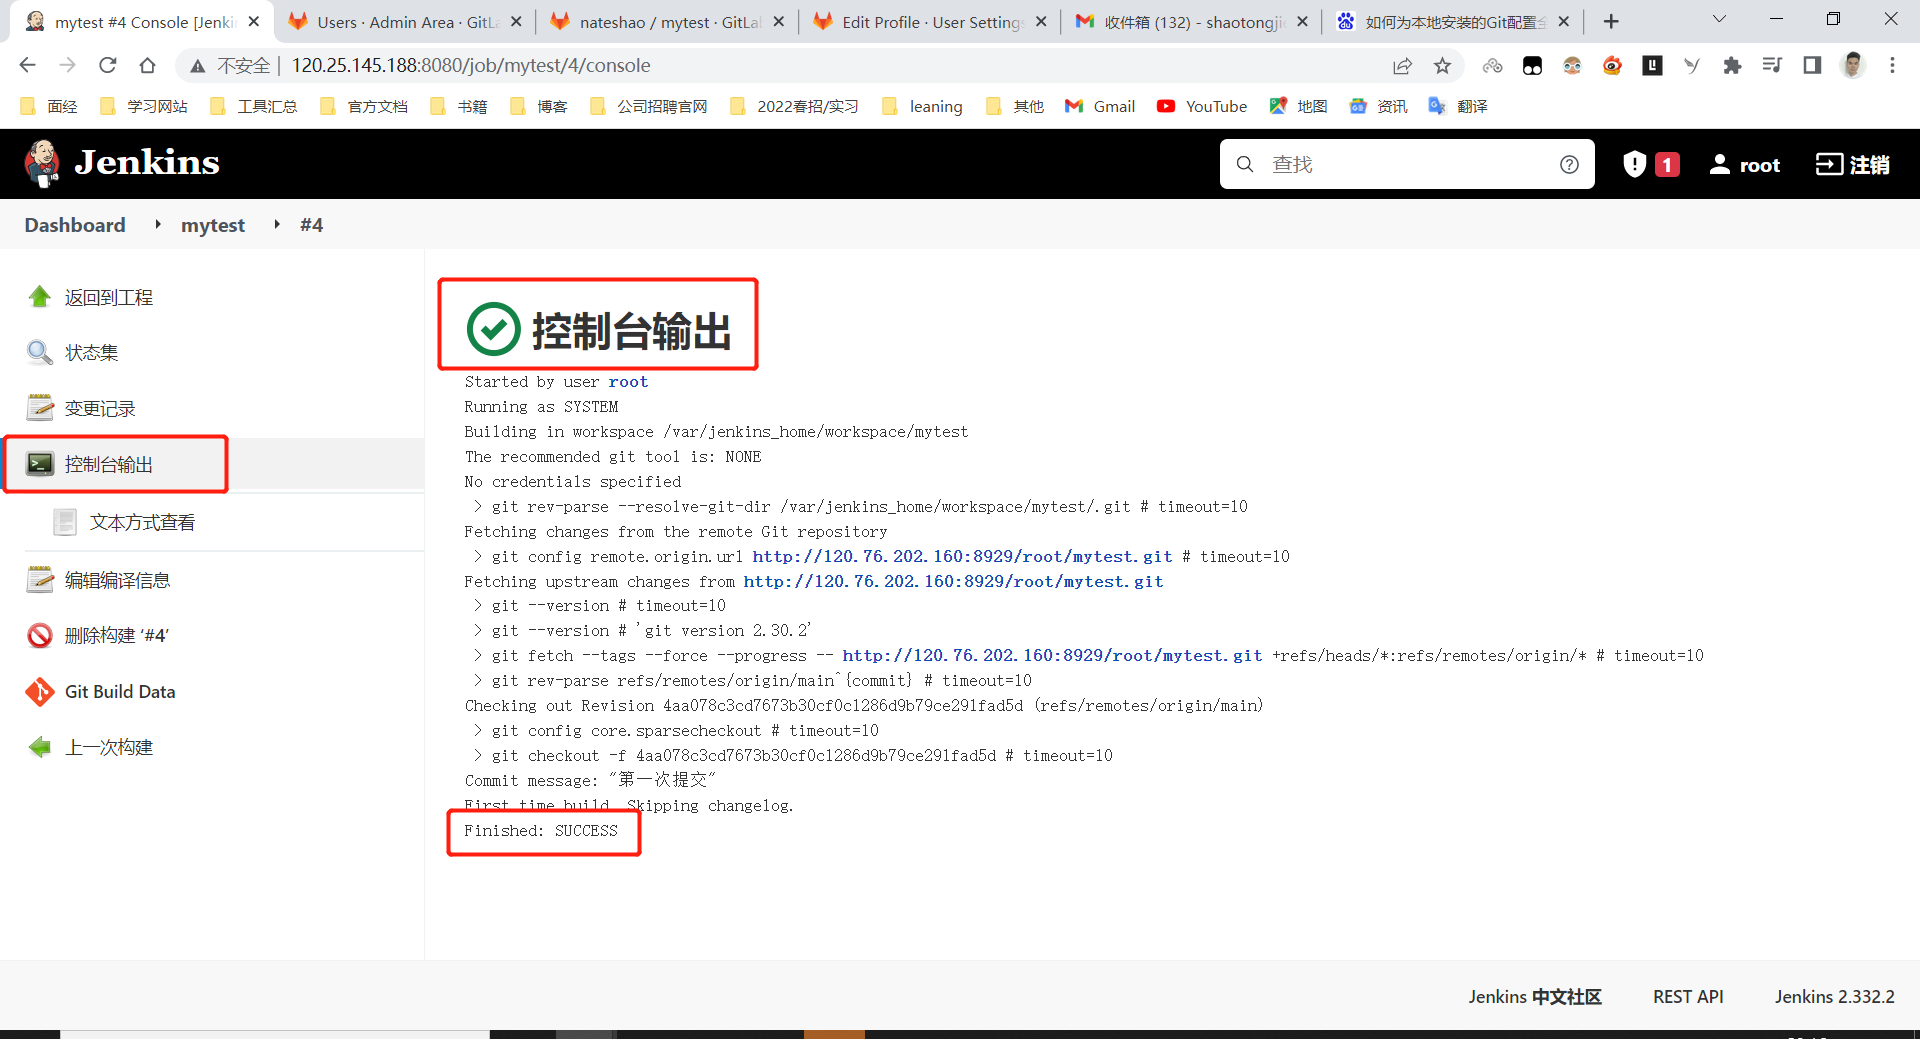 mytest #4 Console [Jenki
Users · Admin Area · GitLa
nateshao / mytest · GitLa
Edit Profile · User Settings
收件箱 (132) - shaotongji
如何为本地安装的Git配置全
不安全 | 120.25.145.188:8080/job/mytest/4/console
面经 学习网站 工具汇总 官方文档 书籍 博客 公司招聘官网 2022春招/实习 leaning 其他 Gmail YouTube 地图 资讯 翻译
Jenkins
查找
1
root
注销
Dashboard mytest #4
返回到工程
状态集
变更记录
控制台输出
文本方式查看
编辑编译信息
删除构建 ‘#4’
Git Build Data
上一次构建
控制台输出
Started by user root
Running as SYSTEM
Building in workspace /var/jenkins_home/workspace/mytest
The recommended git tool is: NONE
No credentials specified
> git rev-parse --resolve-git-dir /var/jenkins_home/workspace/mytest/.git # timeout=10
Fetching changes from the remote Git repository
> git config remote.origin.url http://120.76.202.160:8929/root/mytest.git # timeout=10
Fetching upstream changes from http://120.76.202.160:8929/root/mytest.git
> git --version # timeout=10
> git --version # 'git version 2.30.2'
> git fetch --tags --force --progress -- http://120.76.202.160:8929/root/mytest.git +refs/heads/*:refs/remotes/origin/* # timeout=10
> git rev-parse refs/remotes/origin/main^{commit} # timeout=10
Checking out Revision 4aa078c3cd7673b30cf0c1286d9b79ce291fad5d (refs/remotes/origin/main)
> git config core.sparsecheckout # timeout=10
> git checkout -f 4aa078c3cd7673b30cf0c1286d9b79ce291fad5d # timeout=10
Commit message: "第一次提交"
First time build. Skipping changelog.
Finished: SUCCESS
Jenkins 中文社区
REST API
Jenkins 2.332.2